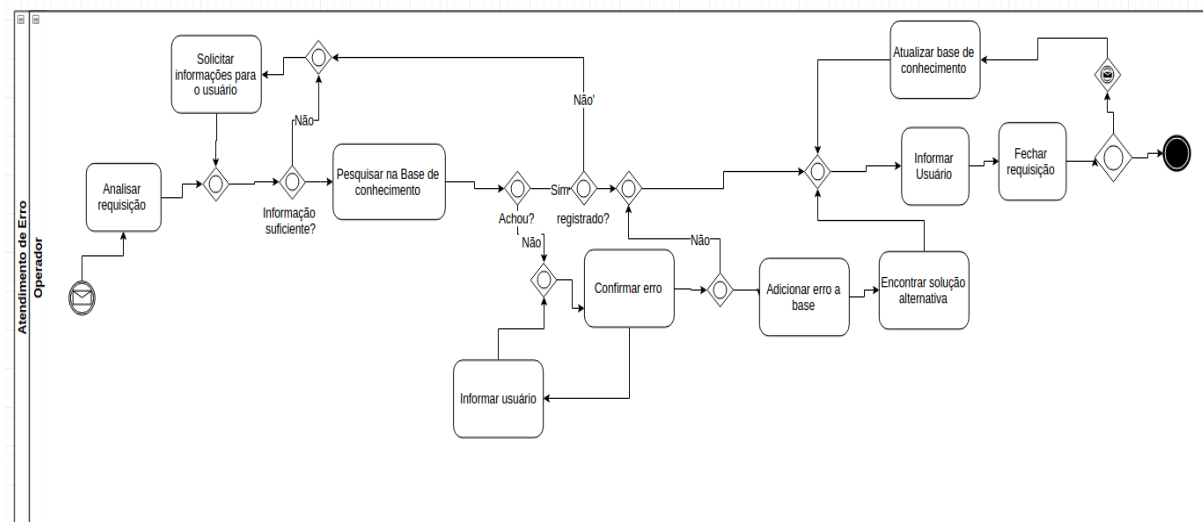 Atendimento de Erro
Operador
Solicitar
informações para
o usuário
Não
Analisar
requisição
Informação
suficiente?
Pesquisar na Base de
conhecimento
Achou?
Não
Sim
Não'
registrado?
Confirmar erro
Informar usuário
Não
Adicionar erro a
base
Encontrar solução
alternativa
Atualizar base de
conhecimento
Informar
Usuário
Fechar
requisição